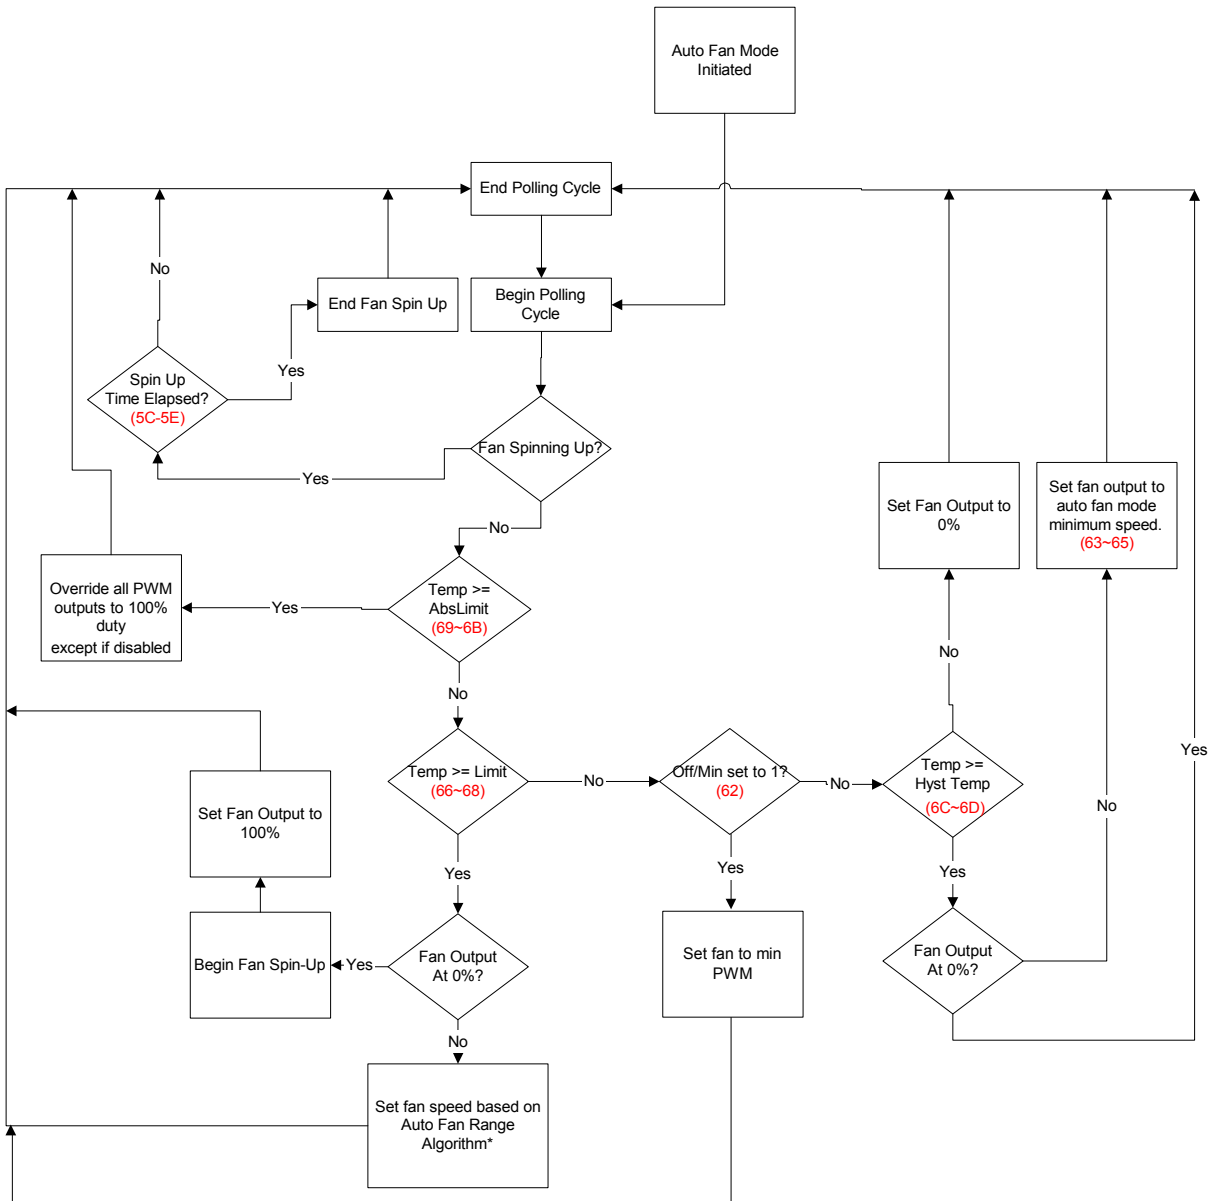 Auto Fan Mode
Initiated
End Polling Cycle
No
End Fan Spin Up
Begin Polling
Cycle
Spin Up
Time Elapsed?
(5C-5E)
Yes
Fan Spinning Up?
Yes
Set Fan Output to
0%
Set fan output to
auto fan mode
minimum speed.
(63~65)
No
Override all PWM
outputs to 100%
duty
except if disabled
Yes
Temp >=
AbsLimit
(69~6B)
No
No
Yes
Temp >= Limit
(66~68)
No
Off/Min set to 1?
(62)
No
Temp >=
Hyst Temp
(6C~6D)
No
Set Fan Output to
100%
Yes
Yes
Yes
Begin Fan Spin-Up
Yes
Fan Output
At 0%?
Set fan to min
PWM
Fan Output
At 0%?
No
Set fan speed based on
Auto Fan Range
Algorithm*